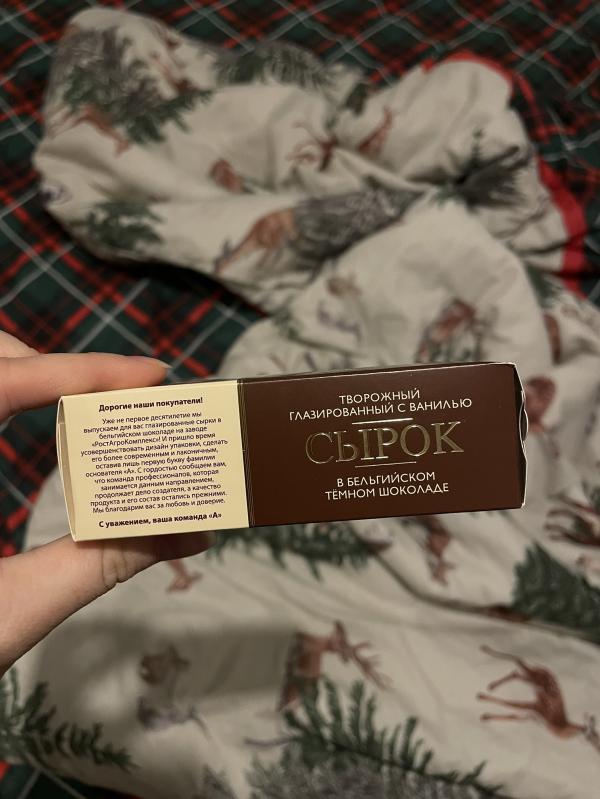 Дорогие наши покупатели!
Уже не первое десятилетие мы
выпускаем для вас глазированные сырки в
бельгийском шоколаде на заводе
«РостАгроКомплекс»! И пришло время
усовершенствовать дизайн упаковки, сделать
его более современным и лаконичным,
оставив лишь первую букву фамилии
основателя «А». С гордостью сообщаем вам,
что команда профессионалов, которая
занимается данным направлением,
продолжает дело создателя, а качество
продукта и его состав остались прежними.
Мы благодарим вас за любовь и доверие.
С уважением, ваша команда «А»
ТВОРОЖНЫЙ
ГЛАЗИРОВАННЫЙ С ВАНИЛЬЮ
СЫРОК
В БЕЛЬГИЙСКОМ
ТЁМНОМ ШОКОЛАДЕ